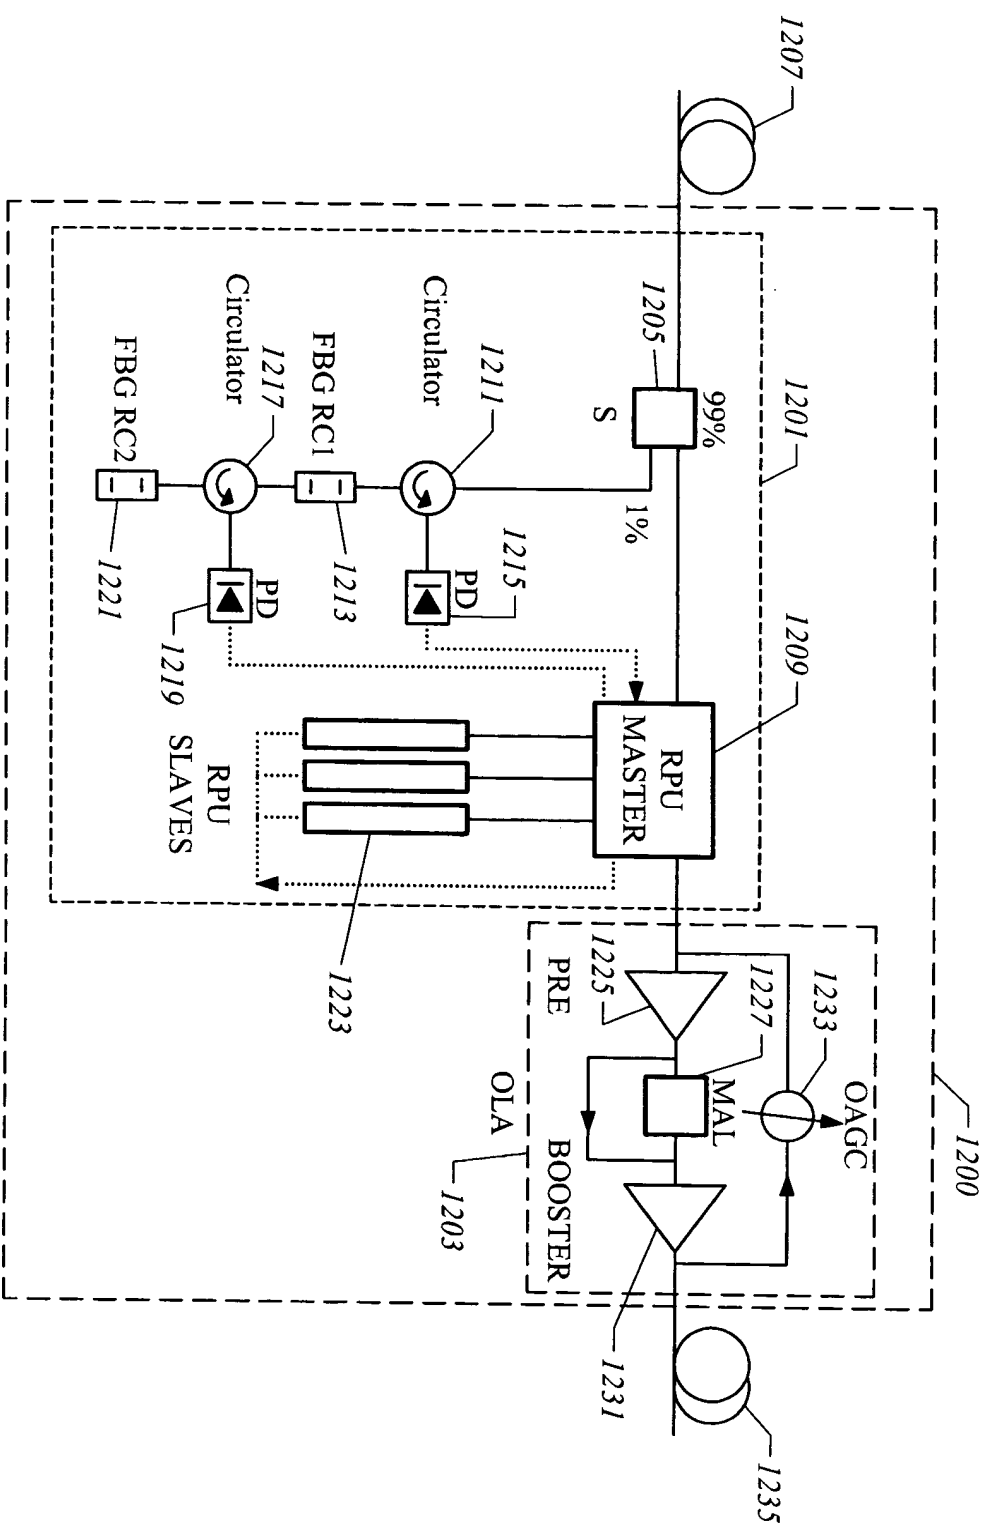 1207
1205
99%
S
1%
1201
1209
RPU
MASTER
Circulator
1211
PD
1215
FBG RC1
1213
Circulator
1217
PD
1219
FBG RC2
1221
RPU
SLAVES
1223
1200
OAGC
1233
1227
MAL
PRE
1225
BOOSTER
1231
OLA
1203
1235